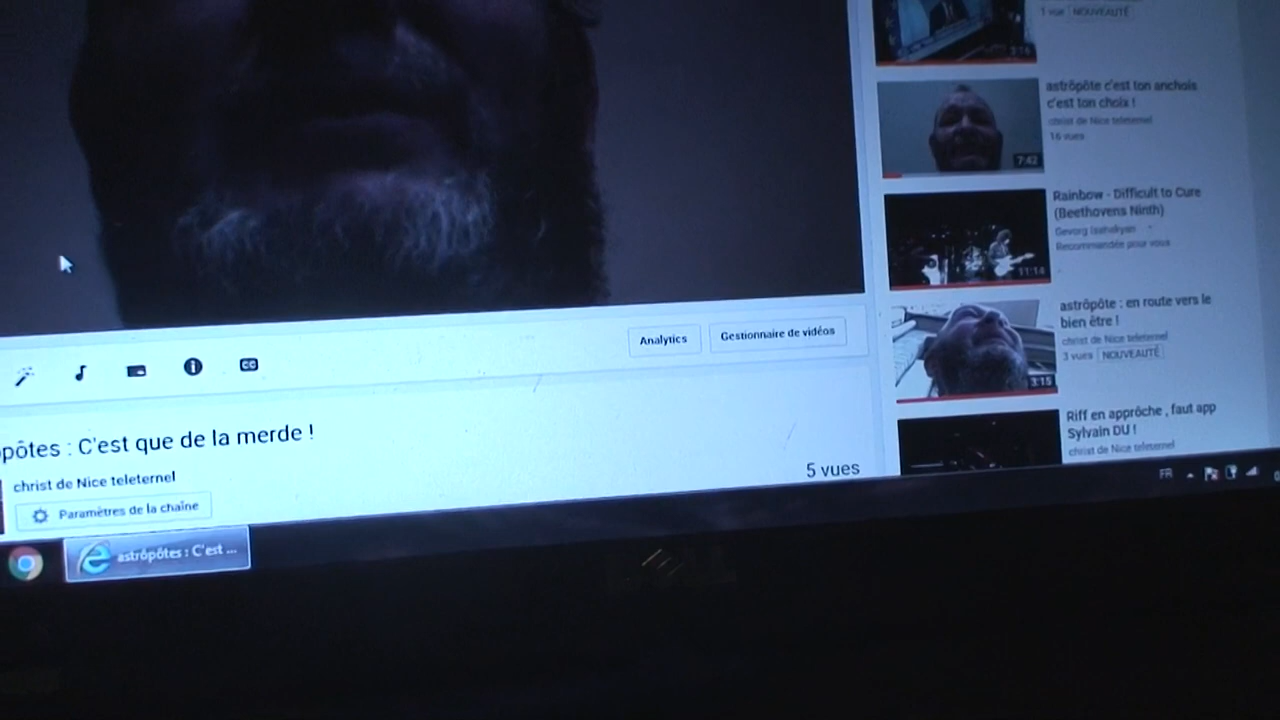 Analytics
Gestionnaire de vidéos
pôtes : C'est que de la merde !
christ de Nice teleternel
5 vues
Paramètres de la chaîne
1 vue NOUVEAUTÉ
3:15
astrôpôte c'est ton anchois
c'est ton choix !
christ de Nice teleternel
16 vues
7:42
Rainbow - Difficult to Cure
(Beethovens Ninth)
Gevorg
Recommandée pour vous
11:14
astrôpôte : en route vers le
bien être !
christ de Nice teleternel
3 vues NOUVEAUTÉ
3:15
Riff en apprôche , faut app
Sylvain DU !
christ de Nice teleternel
astrôpôtes : C'est ...
FR